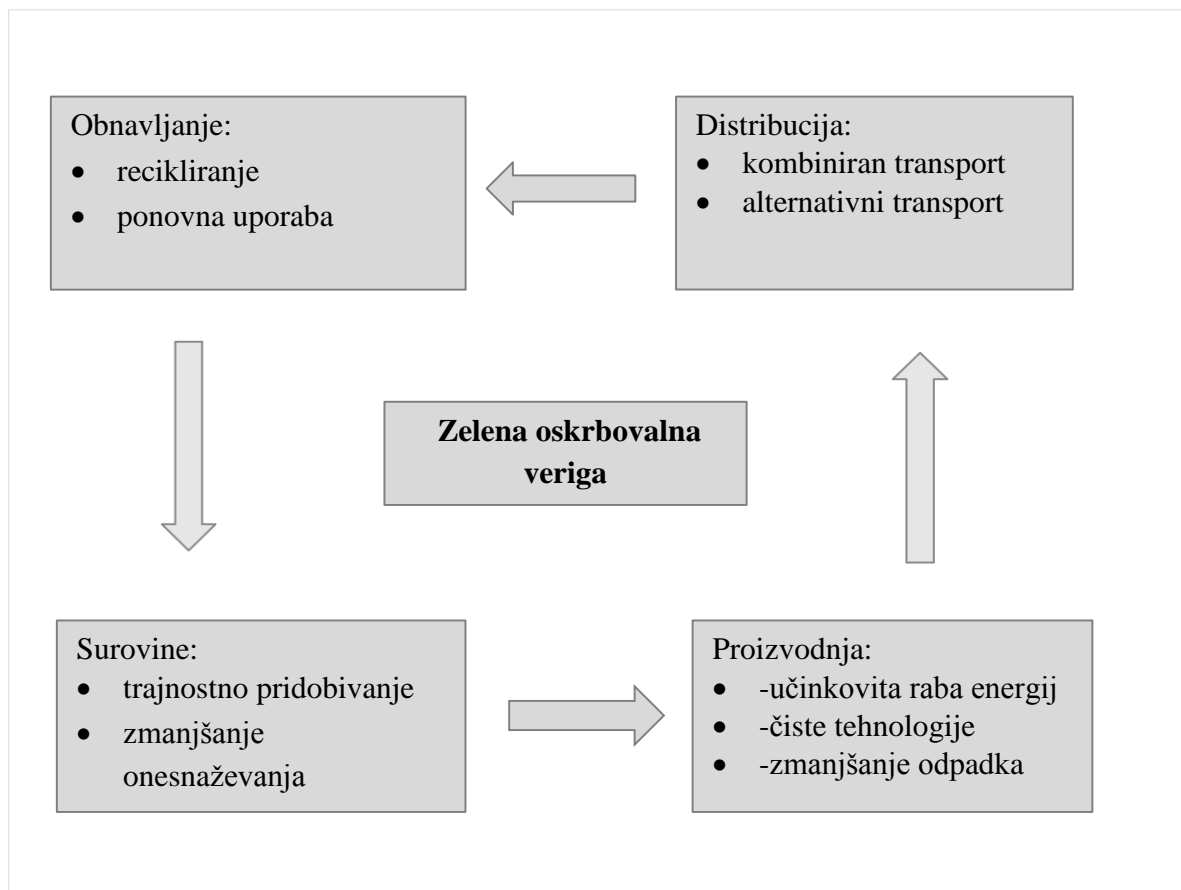 Obnavljanje:
• recikliranje
• ponovna uporaba
Distribucija:
• kombiniran transport
• alternativni transport
Zelena oskrbovalna
veriga
Surovine:
• trajnostno pridobivanje
• zmanjšanje
onesnaževanja
Proizvodnja:
• -učinkovita raba energij
• -čiste tehnologije
• -zmanjšanje odpadka